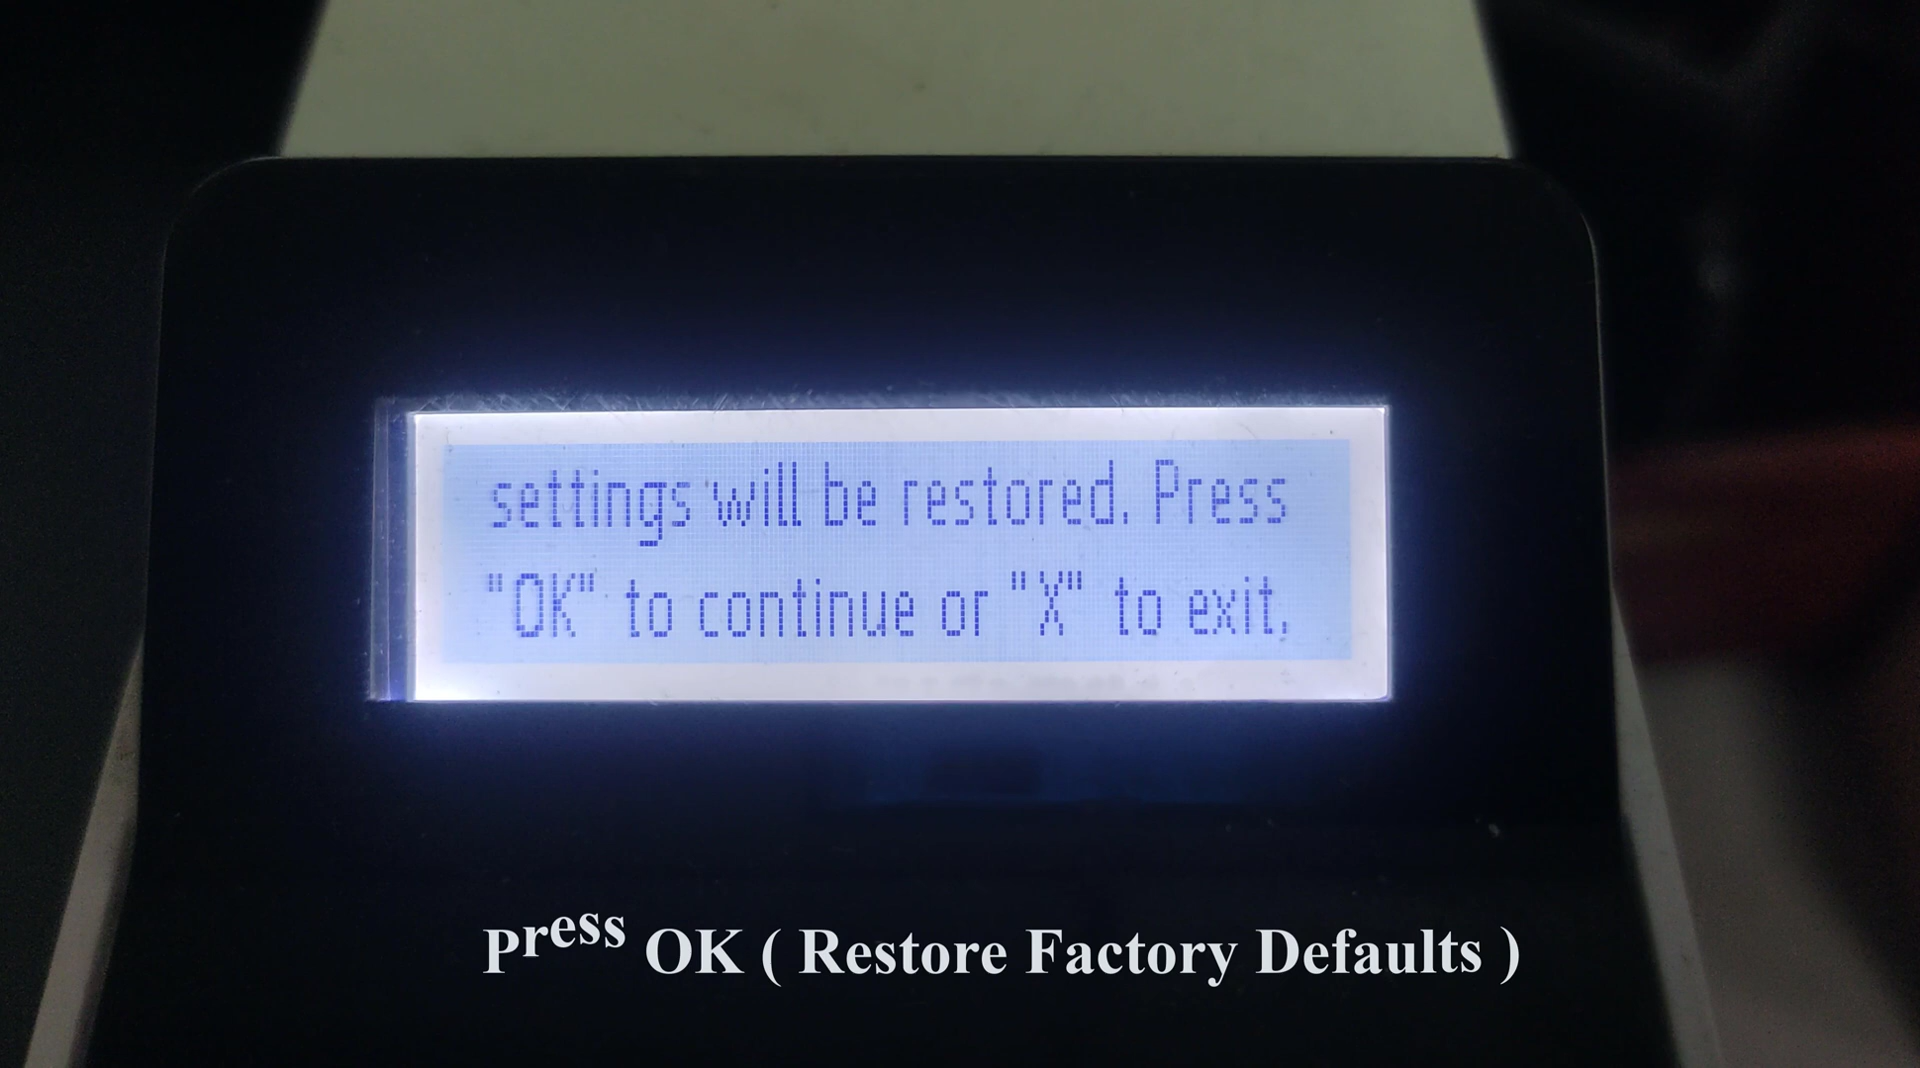 settings will be restored. Press
"OK" to continue or "X" to exit.
Press OK ( Restore Factory Defaults )